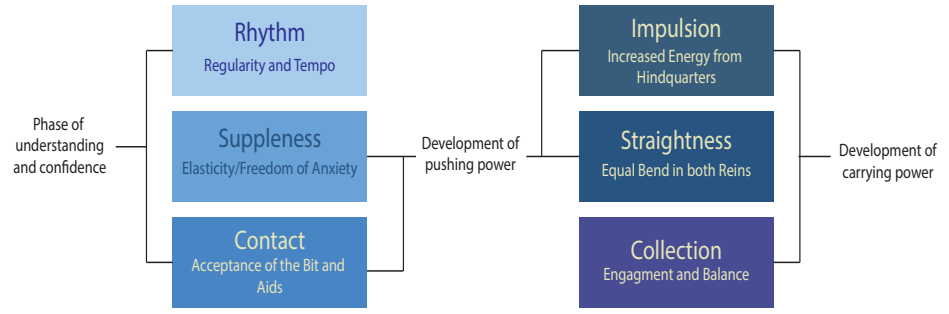 Phase of
understanding
and confidence
Rhythm
Regularity and Tempo
Suppleness
Elasticity/Freedom of Anxiety
Contact
Acceptance of the Bit and
Aids
Development of
pushing power
Impulsion
Increased Energy from
Hindquarters
Straightness
Equal Bend in both Reins
Collection
Engagment and Balance
Development of
carrying power